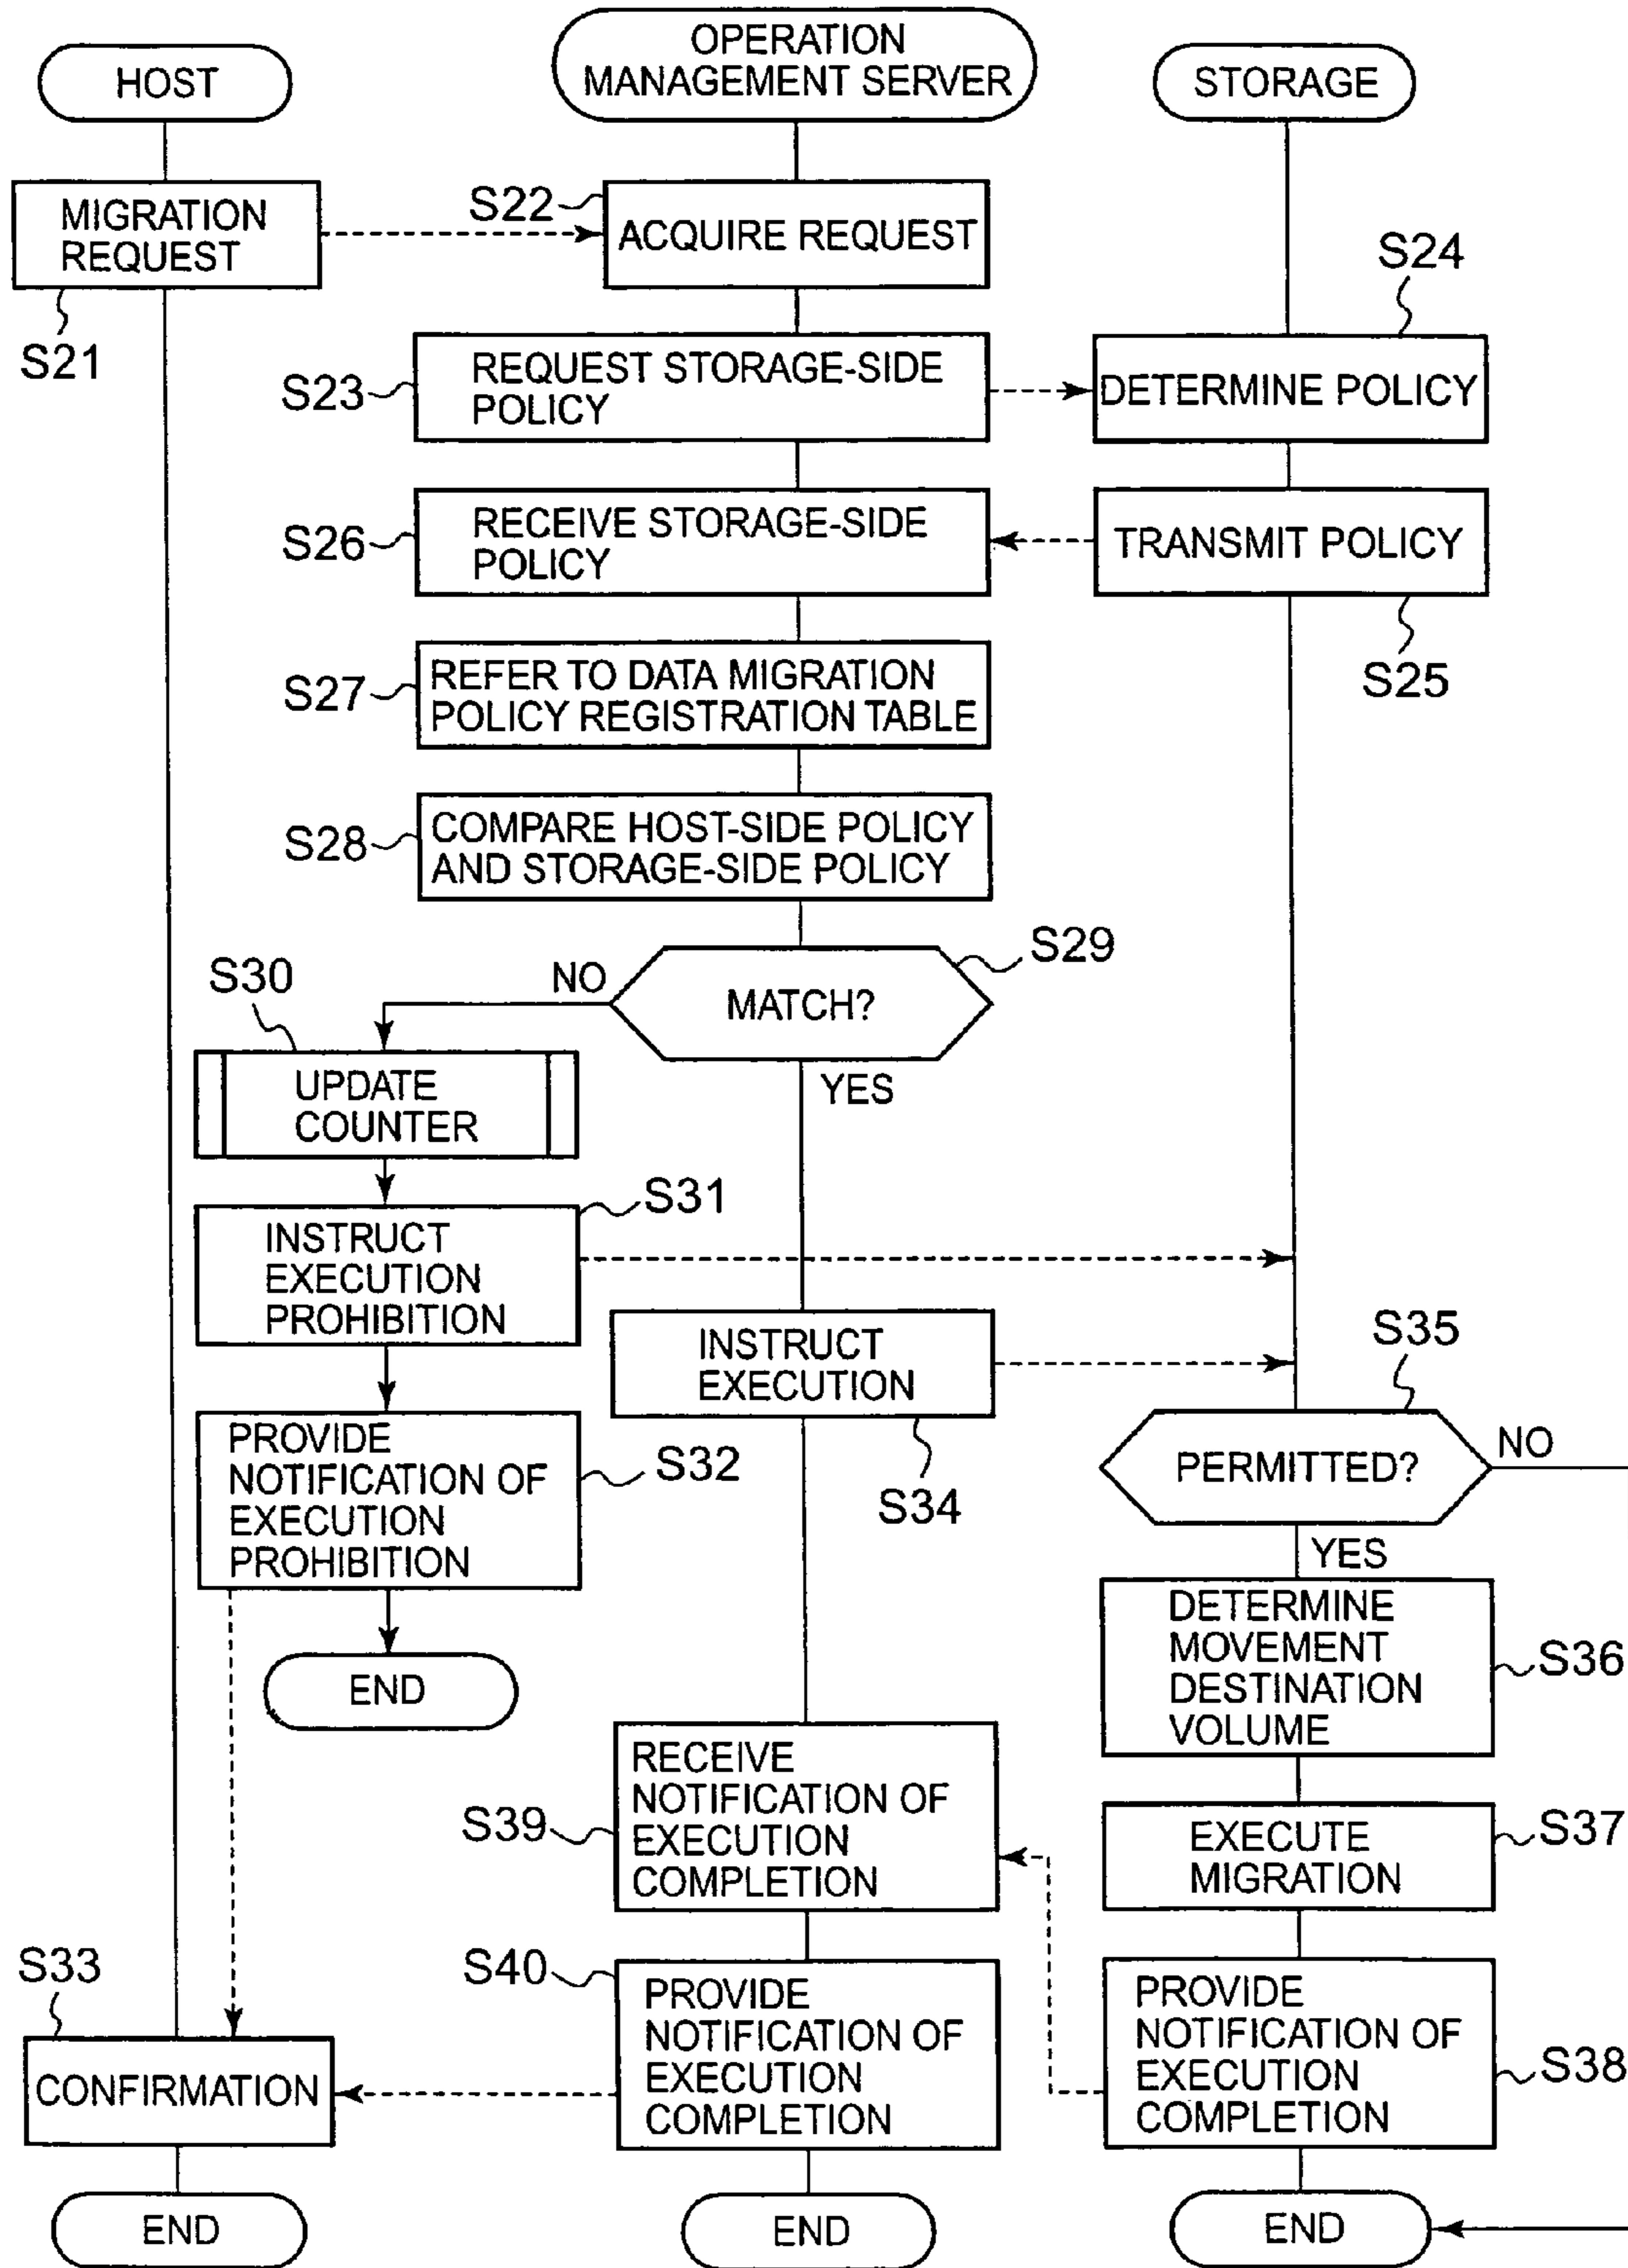 HOST
OPERATION
MANAGEMENT SERVER
STORAGE
MIGRATION
REQUEST
S21
S22
ACQUIRE REQUEST
S23
REQUEST STORAGE-SIDE
POLICY
S24
DETERMINE POLICY
S26
RECEIVE STORAGE-SIDE
POLICY
TRANSMIT POLICY
S25
S27
REFER TO DATA MIGRATION
POLICY REGISTRATION TABLE
S28
COMPARE HOST-SIDE POLICY
AND STORAGE-SIDE POLICY
S29
MATCH?
NO
YES
S30
UPDATE
COUNTER
S31
INSTRUCT
EXECUTION
PROHIBITION
INSTRUCT
EXECUTION
S34
S35
PERMITTED?
NO
YES
PROVIDE
NOTIFICATION OF
EXECUTION
PROHIBITION
S32
END
DETERMINE
MOVEMENT
DESTINATION
VOLUME
S36
S39
RECEIVE
NOTIFICATION OF
EXECUTION
COMPLETION
EXECUTE
MIGRATION
S37
S33
CONFIRMATION
S40
PROVIDE
NOTIFICATION OF
EXECUTION
COMPLETION
PROVIDE
NOTIFICATION OF
EXECUTION
COMPLETION
S38
END
END
END